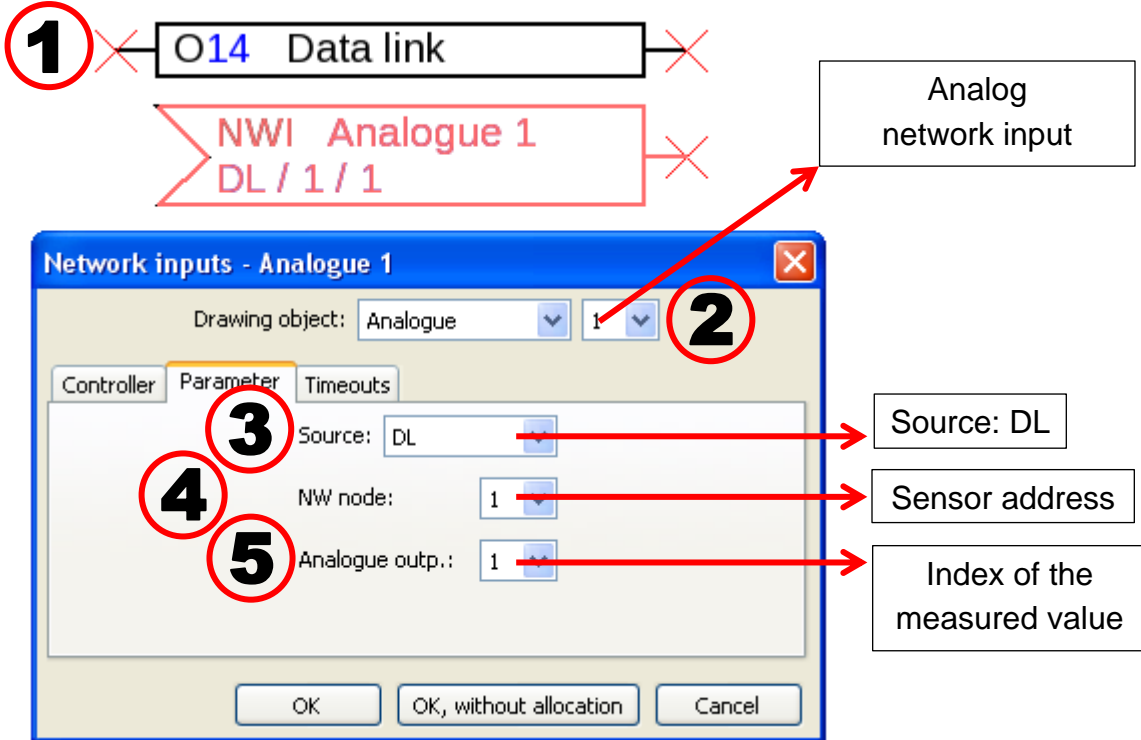 1
O14 Data link
NWI Analogue 1
DL / 1 / 1
Analog
network input
Network inputs - Analogue 1
Drawing object: Analogue 1
2
Controller Parameter Timeouts
3
Source: DL
Source: DL
4
NW node: 1
Sensor address
5
Analogue outp.: 1
Index of the
measured value
OK OK, without allocation Cancel